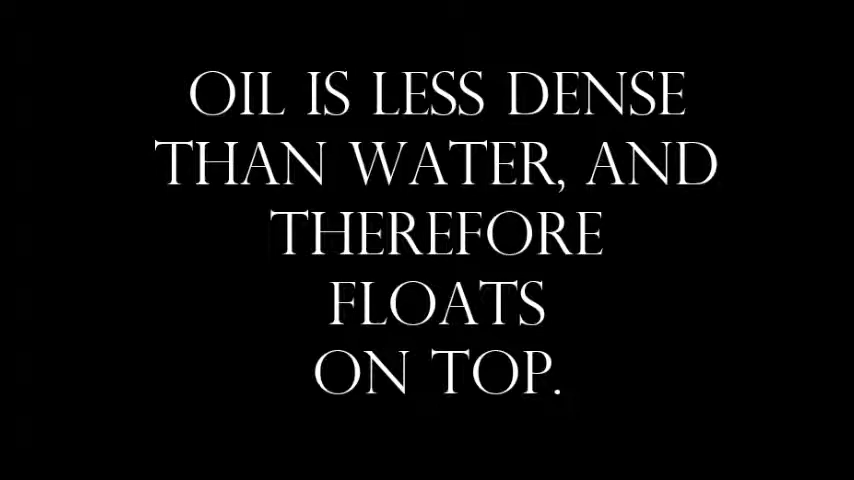 OIL IS LESS DENSE
THAN WATER, AND
THEREFORE
FLOATS
ON TOP.